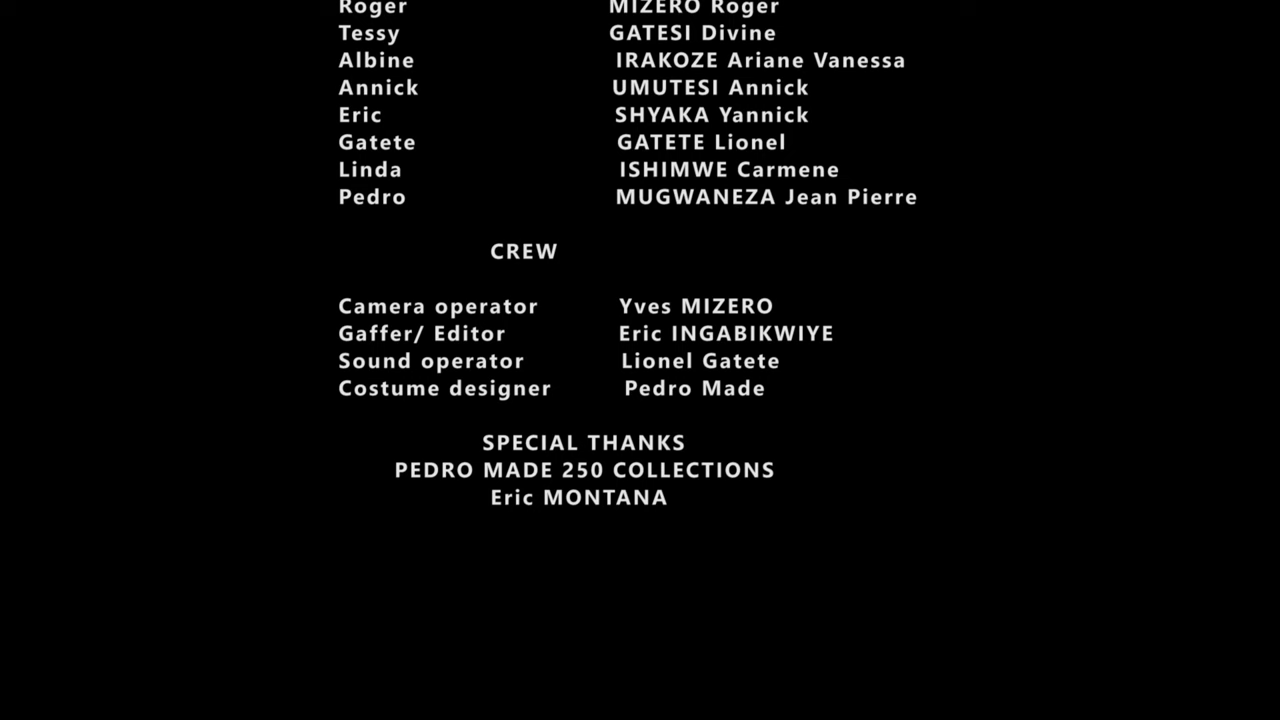 Roger MIZERO Roger
Tessy GATESI Divine
Albine IRAKOZE Ariane Vanessa
Annick UMUTESI Annick
Eric SHYAKA Yannick
Gatete GATETE Lionel
Linda ISHIMWE Carmene
Pedro MUGWANEZA Jean Pierre
CREW
Camera operator Yves MIZERO
Gaffer/ Editor Eric INGABIKWIYE
Sound operator Lionel Gatete
Costume designer Pedro Made
SPECIAL THANKS
PEDRO MADE 250 COLLECTIONS
Eric MONTANA